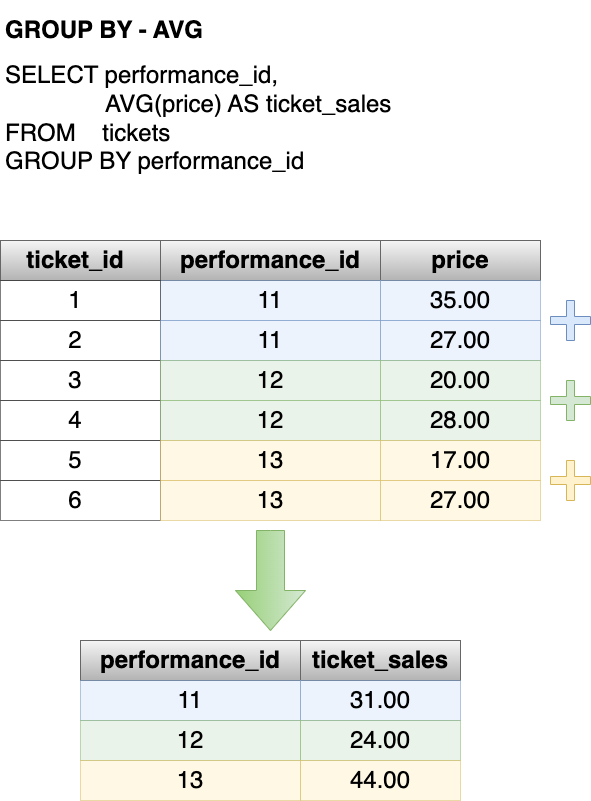 GROUP BY - AVG
SELECT performance_id,
AVG(price) AS ticket_sales
FROM tickets
GROUP BY performance_id
ticket_id performance_id price
1 11 35.00
2 11 27.00
3 12 20.00
4 12 28.00
5 13 17.00
6 13 27.00
performance_id ticket_sales
11 31.00
12 24.00
13 44.00